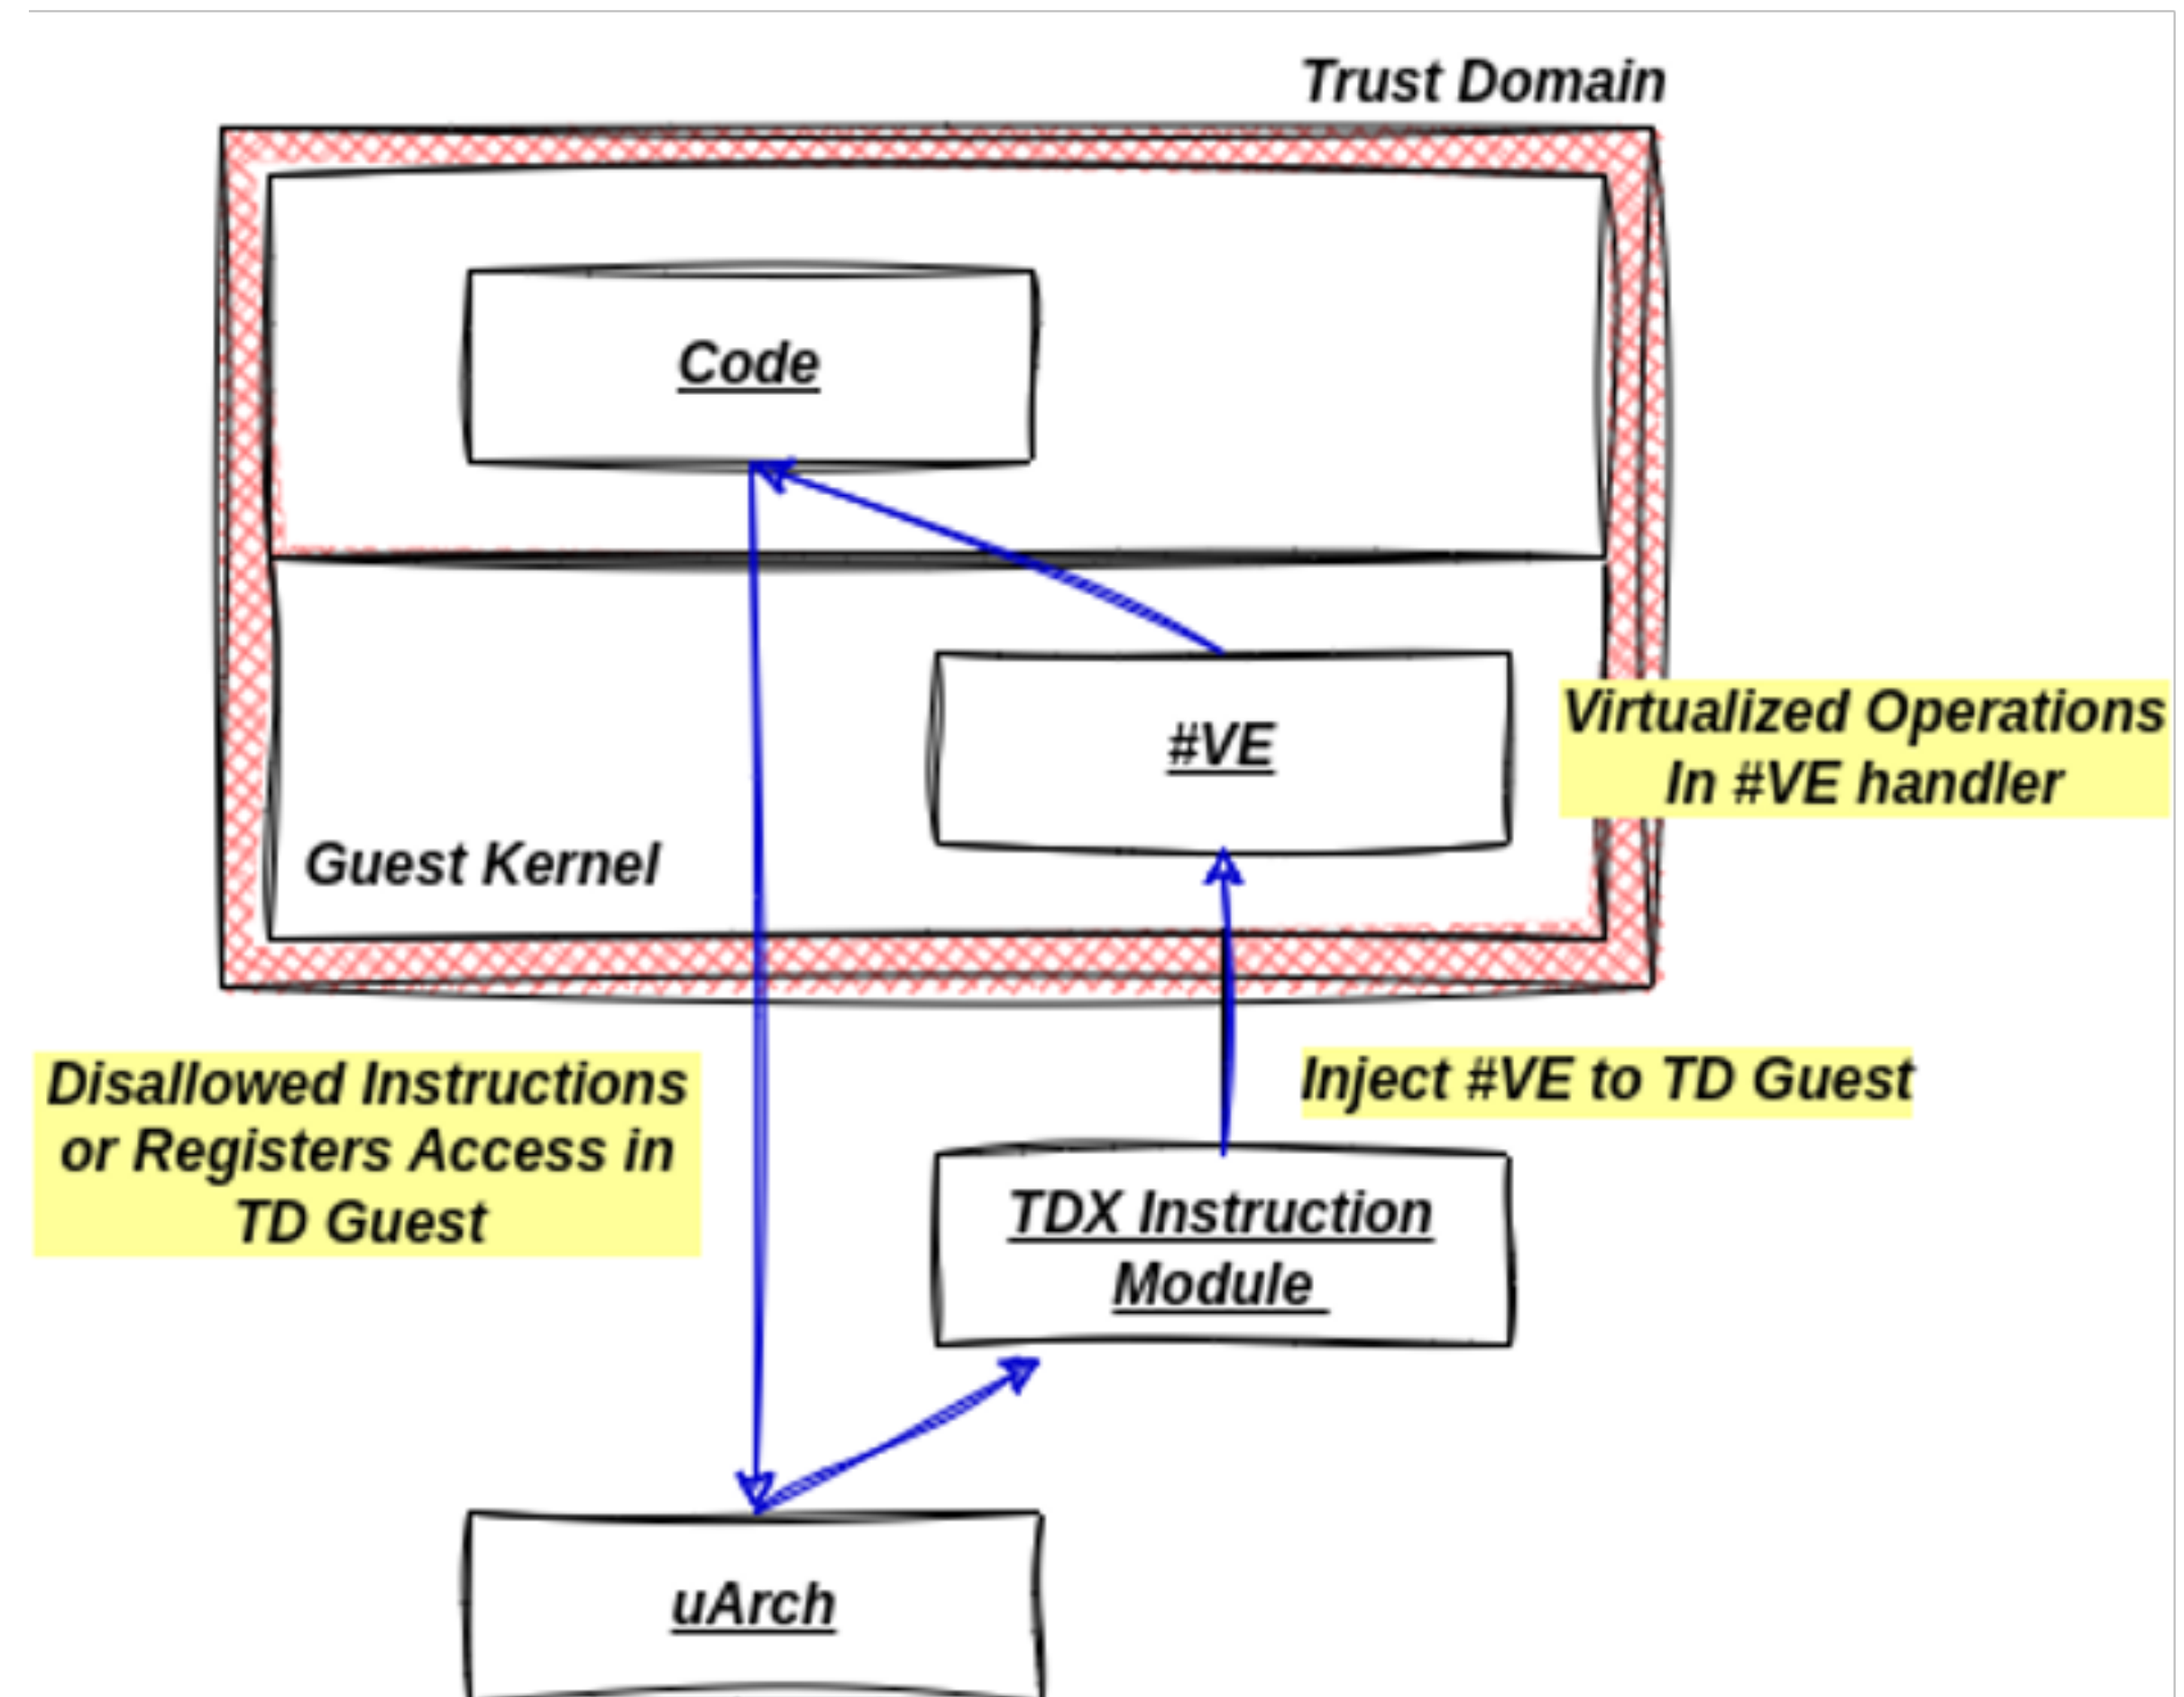 Trust Domain
Code
#VE
Virtualized Operations
In #VE handler
Guest Kernel
Disallowed Instructions
or Registers Access in
TD Guest
Inject #VE to TD Guest
TDX Instruction
Module
uArch